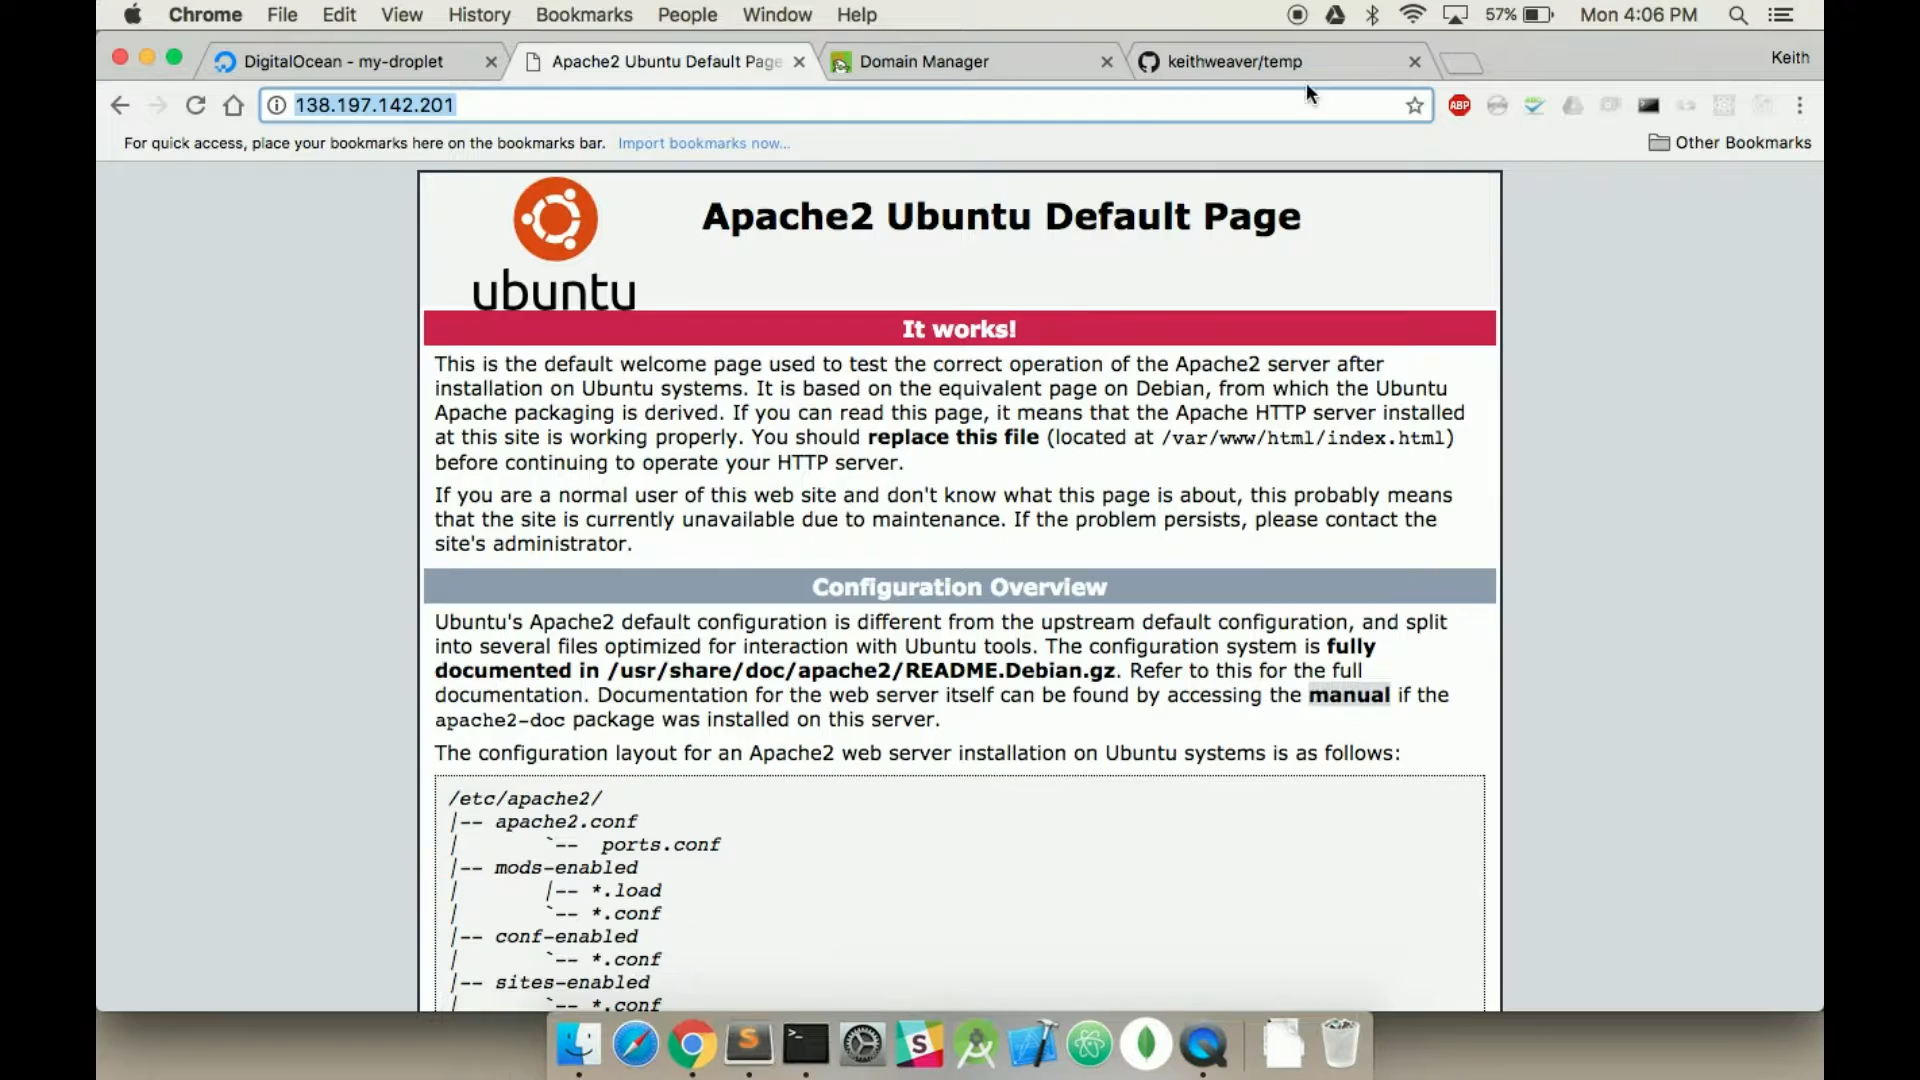 Chrome File Edit View History Bookmarks People Window Help 57% Mon 4:06 PM
DigitalOcean - my-droplet Apache2 Ubuntu Default Page Domain Manager keithweaver/temp Keith
138.197.142.201 ABP
For quick access, place your bookmarks here on the bookmarks bar. Import bookmarks now... Other Bookmarks
Apache2 Ubuntu Default Page
ubuntu
It works!
This is the default welcome page used to test the correct operation of the Apache2 server after
installation on Ubuntu systems. It is based on the equivalent page on Debian, from which the Ubuntu
Apache packaging is derived. If you can read this page, it means that the Apache HTTP server installed
at this site is working properly. You should replace this file (located at /var/www/html/index.html)
before continuing to operate your HTTP server.
If you are a normal user of this web site and don't know what this page is about, this probably means
that the site is currently unavailable due to maintenance. If the problem persists, please contact the
site's administrator.
Configuration Overview
Ubuntu's Apache2 default configuration is different from the upstream default configuration, and split
into several files optimized for interaction with Ubuntu tools. The configuration system is fully
documented in /usr/share/doc/apache2/README.Debian.gz. Refer to this for the full
documentation. Documentation for the web server itself can be found by accessing the manual if the
apache2-doc package was installed on this server.
The configuration layout for an Apache2 web server installation on Ubuntu systems is as follows:
/etc/apache2/
|-- apache2.conf
| `-- ports.conf
|-- mods-enabled
| |-- *.load
| `-- *.conf
|-- conf-enabled
| `-- *.conf
|-- sites-enabled
| `-- *.conf